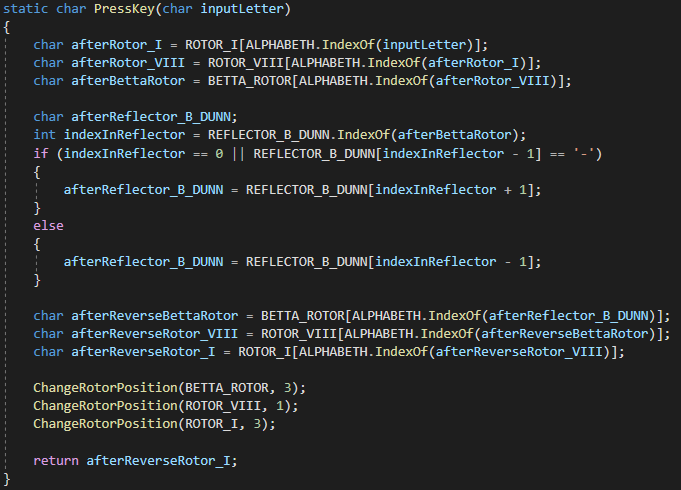 static char PressKey(char inputLetter)
{
    char afterRotor_I = ROTOR_I[ALPHABETH.IndexOf(inputLetter)];
    char afterRotor_VIII = ROTOR_VIII[ALPHABETH.IndexOf(afterRotor_I)];
    char afterBettaRotor = BETTA_ROTOR[ALPHABETH.IndexOf(afterRotor_VIII)];

    char afterReflector_B_DUNN;
    int indexInReflector = REFLECTOR_B_DUNN.IndexOf(afterBettaRotor);
    if (indexInReflector == 0 || REFLECTOR_B_DUNN[indexInReflector - 1] == '-')
    {
        afterReflector_B_DUNN = REFLECTOR_B_DUNN[indexInReflector + 1];
    }
    else
    {
        afterReflector_B_DUNN = REFLECTOR_B_DUNN[indexInReflector - 1];
    }

    char afterReverseBettaRotor = BETTA_ROTOR[ALPHABETH.IndexOf(afterReflector_B_DUNN)];
    char afterReverseRotor_VIII = ROTOR_VIII[ALPHABETH.IndexOf(afterReverseBettaRotor)];
    char afterReverseRotor_I = ROTOR_I[ALPHABETH.IndexOf(afterReverseRotor_VIII)];

    ChangeRotorPosition(BETTA_ROTOR, 3);
    ChangeRotorPosition(ROTOR_VIII, 1);
    ChangeRotorPosition(ROTOR_I, 3);

    return afterReverseRotor_I;
}